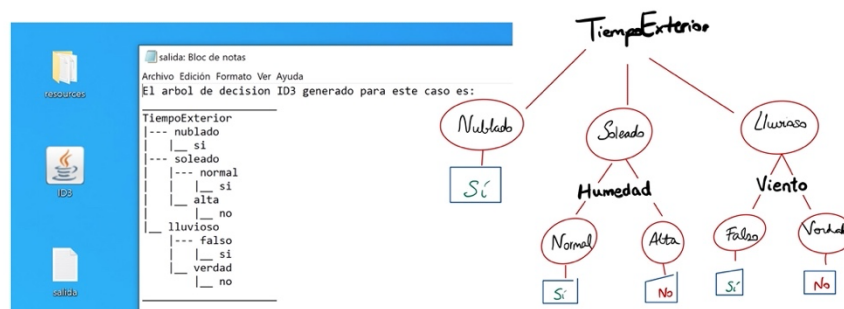 resources
ID3
salida
salida: Bloc de notas
Archivo Edición Formato Ver Ayuda
El arbol de decision ID3 generado para este caso es:
TiempoExterior
|--- nublado
|   |__ si
|--- soleado
|   |--- normal
|   |   |__ si
|   |__ alta
|       |__ no
|__ lluvioso
    |--- falso
    |   |__ si
    |__ verdad
        |__ no
TiempoExterior
Nublado Soleado Lluvioso
Sí Humedad Viento
Normal Alta Falso Verdad
Sí No Sí No